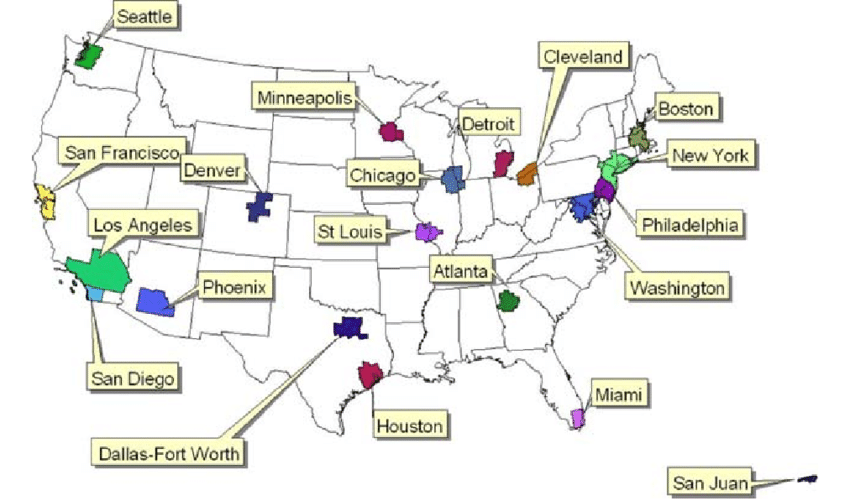 Seattle
Cleveland
Minneapolis
Boston
Detroit
San Francisco
New York
Denver
Chicago
Los Angeles
St Louis
Philadelphia
Atlanta
Phoenix
Washington
San Diego
Miami
Houston
Dallas-Fort Worth
San Juan